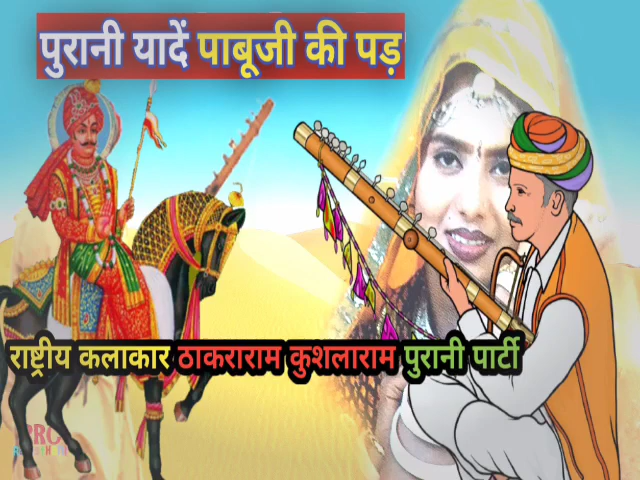 पुरानी यादें पाबूजी की पड़
राष्ट्रीय कलाकार ठाकराराम कुशलाराम पुरानी पार्टी